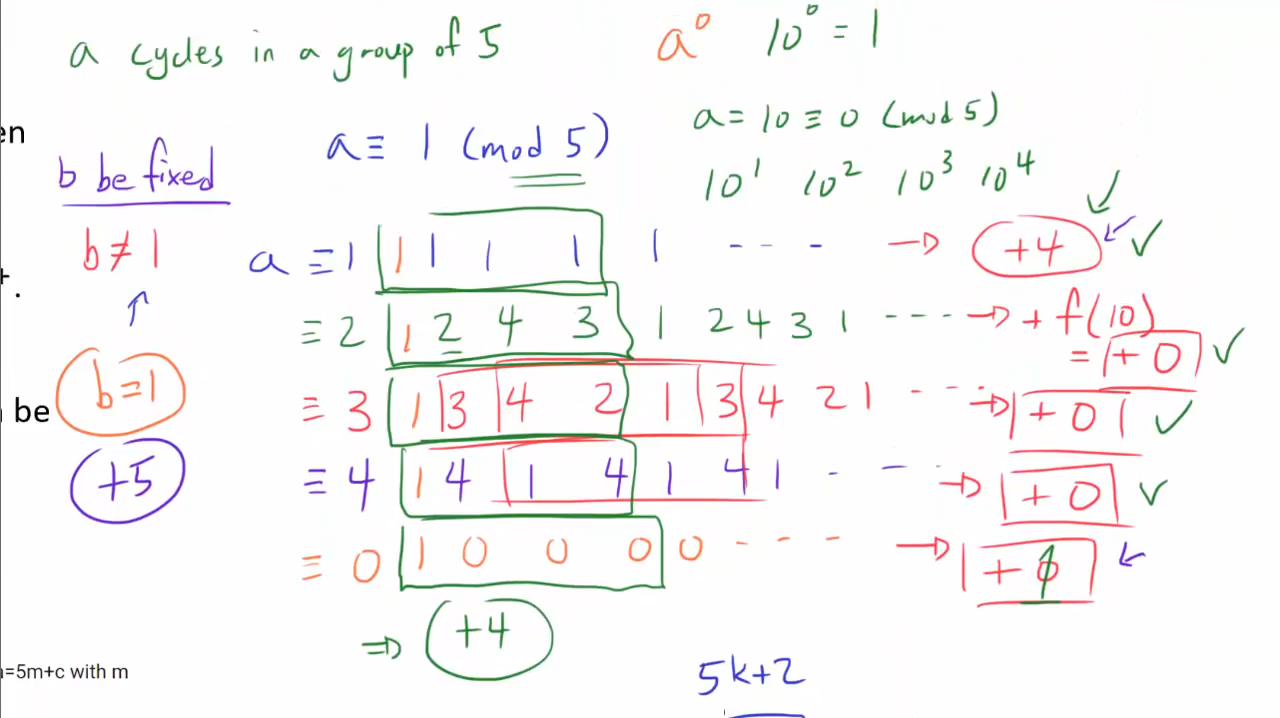 a cycles in a group of 5
a⁰ 10⁰ = 1
en
b be fixed
a ≡ 1 (mod 5)
a = 10 ≡ 0 (mod 5)
10¹ 10² 10³ 10⁴
b ≠ 1
a ≡ 1 1 1 1 1 1 - - - → +4 ✓
+ .
≡ 2 1 2 4 3 1 2 4 3 1 - - - - → + f(10)
= +0 ✓
b = 1
n be
≡ 3 1 3 4 2 1 3 4 2 1 - - - → +0 ✓
+5
≡ 4 1 4 1 4 1 4 1 - - - → +0 ✓
≡ 0 1 0 0 0 0 - - - → +0
⇒ +4
=5m+c with m
5k+2